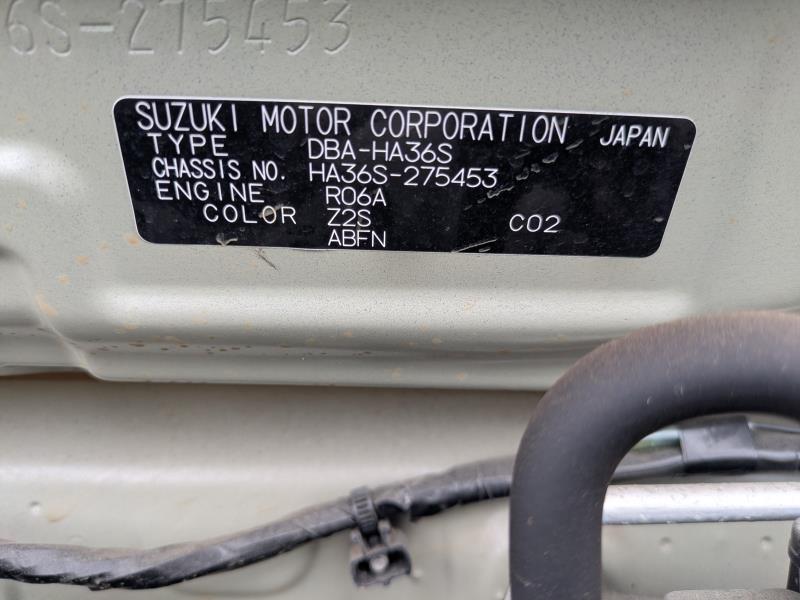 6S-275453
SUZUKI MOTOR CORPORATION JAPAN
TYPE DBA-HA36S
CHASSIS NO. HA36S-275453
ENGINE R06A
COLOR Z2S C02
ABFN